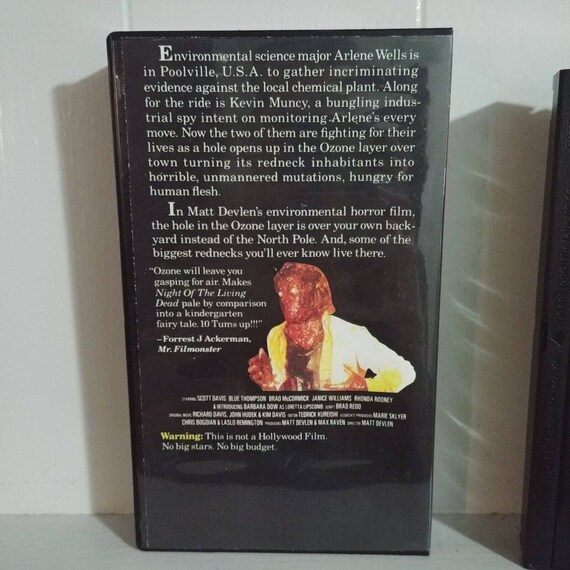 Environmental science major Arlene Wells is
in Poolville, U.S.A. to gather incriminating
evidence against the local chemical plant. Along
for the ride is Kevin Muncy, a bungling indus-
trial spy intent on monitoring Arlene's every
move. Now the two of them are fighting for their
lives as a hole opens up in the Ozone layer over
town turning its redneck inhabitants into
horrible, unmannered mutations, hungry for
human flesh.
In Matt Devlen's environmental horror film,
the hole in the Ozone layer is over your own back-
yard instead of the North Pole. And, some of the
biggest rednecks you'll ever know live there.
"Ozone will leave you
gasping for air. Makes
Night Of The Living
Dead pale by comparison
into a kindergarten
fairy tale. 10 Turns up!!!"
–Forrest J Ackerman,
Mr. Filmonster
STARRING SCOTT DAVIS BLUE THOMPSON BRAD McCORMICK JANICE WILLIAMS RHONDA ROONEY
& INTRODUCING BARBARA DOW AS LORETTA LIPSCOMB SCRIPT BRAD REDD
ORIGINAL MUSIC RICHARD DAVIS, JOHN HUDEK & KIM DAVIS EDITOR TEDRICK KUREISHI ASSOCIATE PRODUCERS MARIE SKLYER
CHRIS BOGDIAN & LASLO REMINGTON PRODUCERS MATT DEVLEN & MAX RAVEN DIRECTOR MATT DEVLEN
Warning: This is not a Hollywood Film.
No big stars. No big budget.